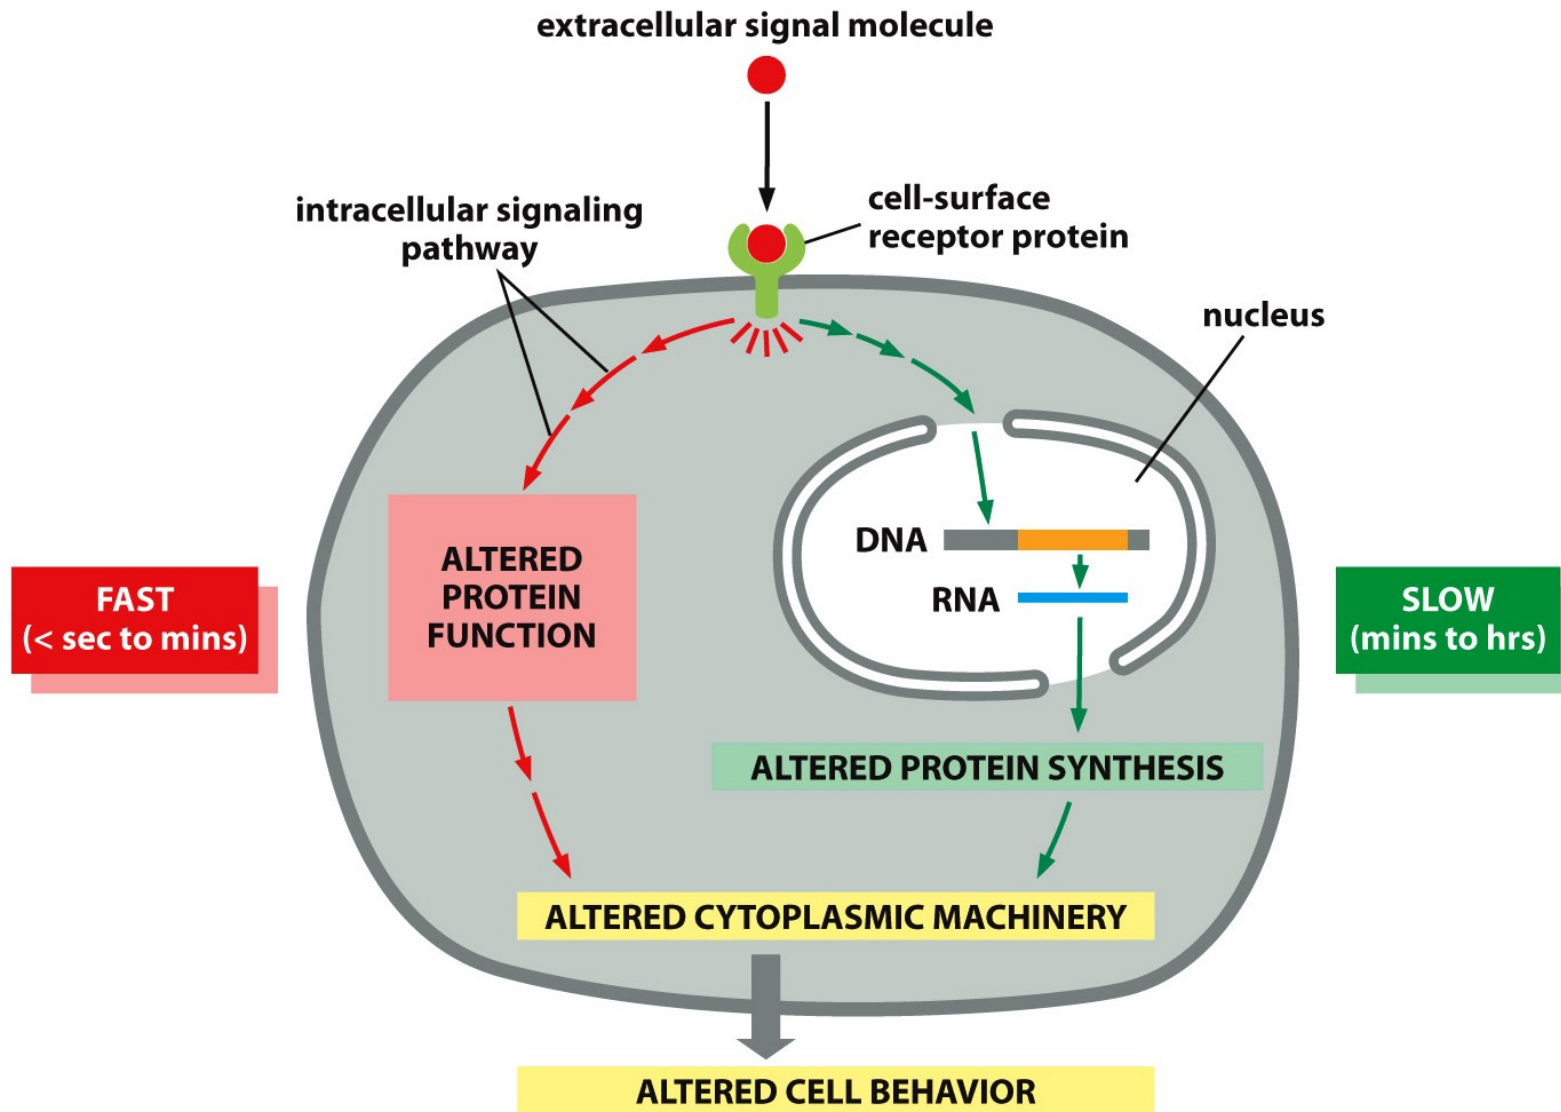 extracellular signal molecule
intracellular signaling
pathway
cell-surface
receptor protein
nucleus
DNA
RNA
ALTERED
PROTEIN
FUNCTION
FAST
(< sec to mins)
SLOW
(mins to hrs)
ALTERED PROTEIN SYNTHESIS
ALTERED CYTOPLASMIC MACHINERY
ALTERED CELL BEHAVIOR